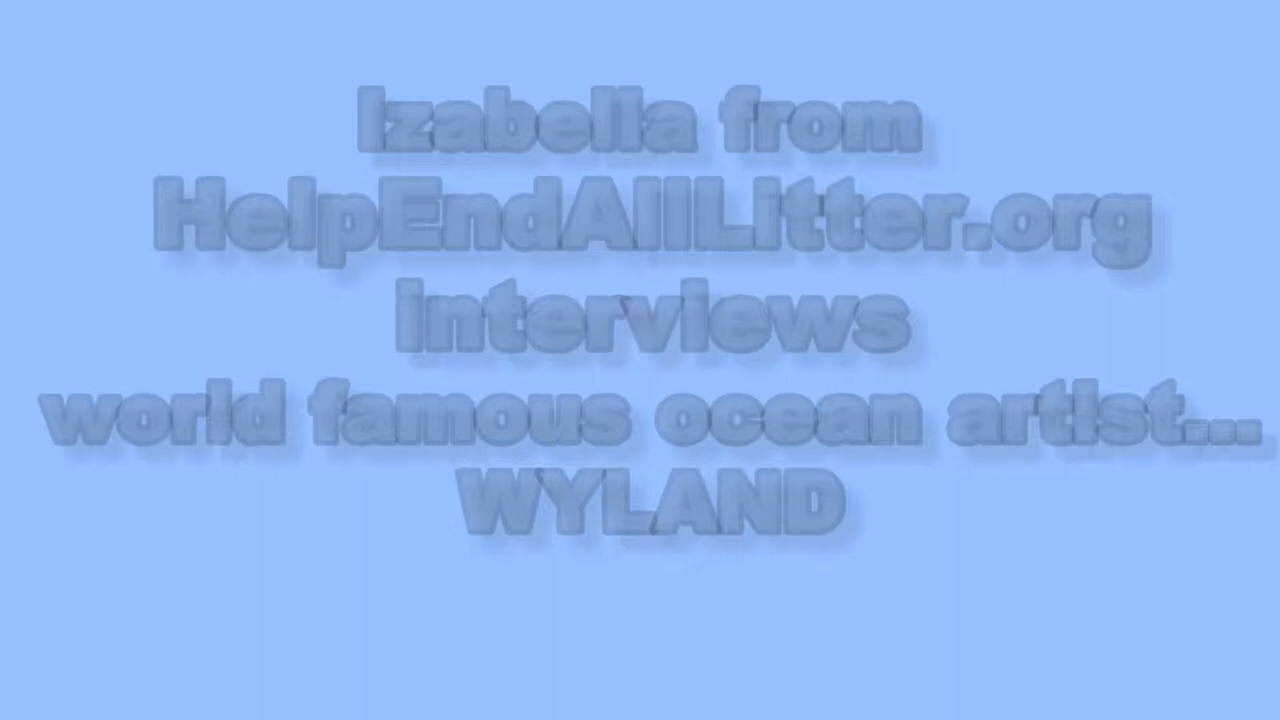 Izabella from
HelpEndAllLitter.org
interviews
world famous ocean artist...
WYLAND